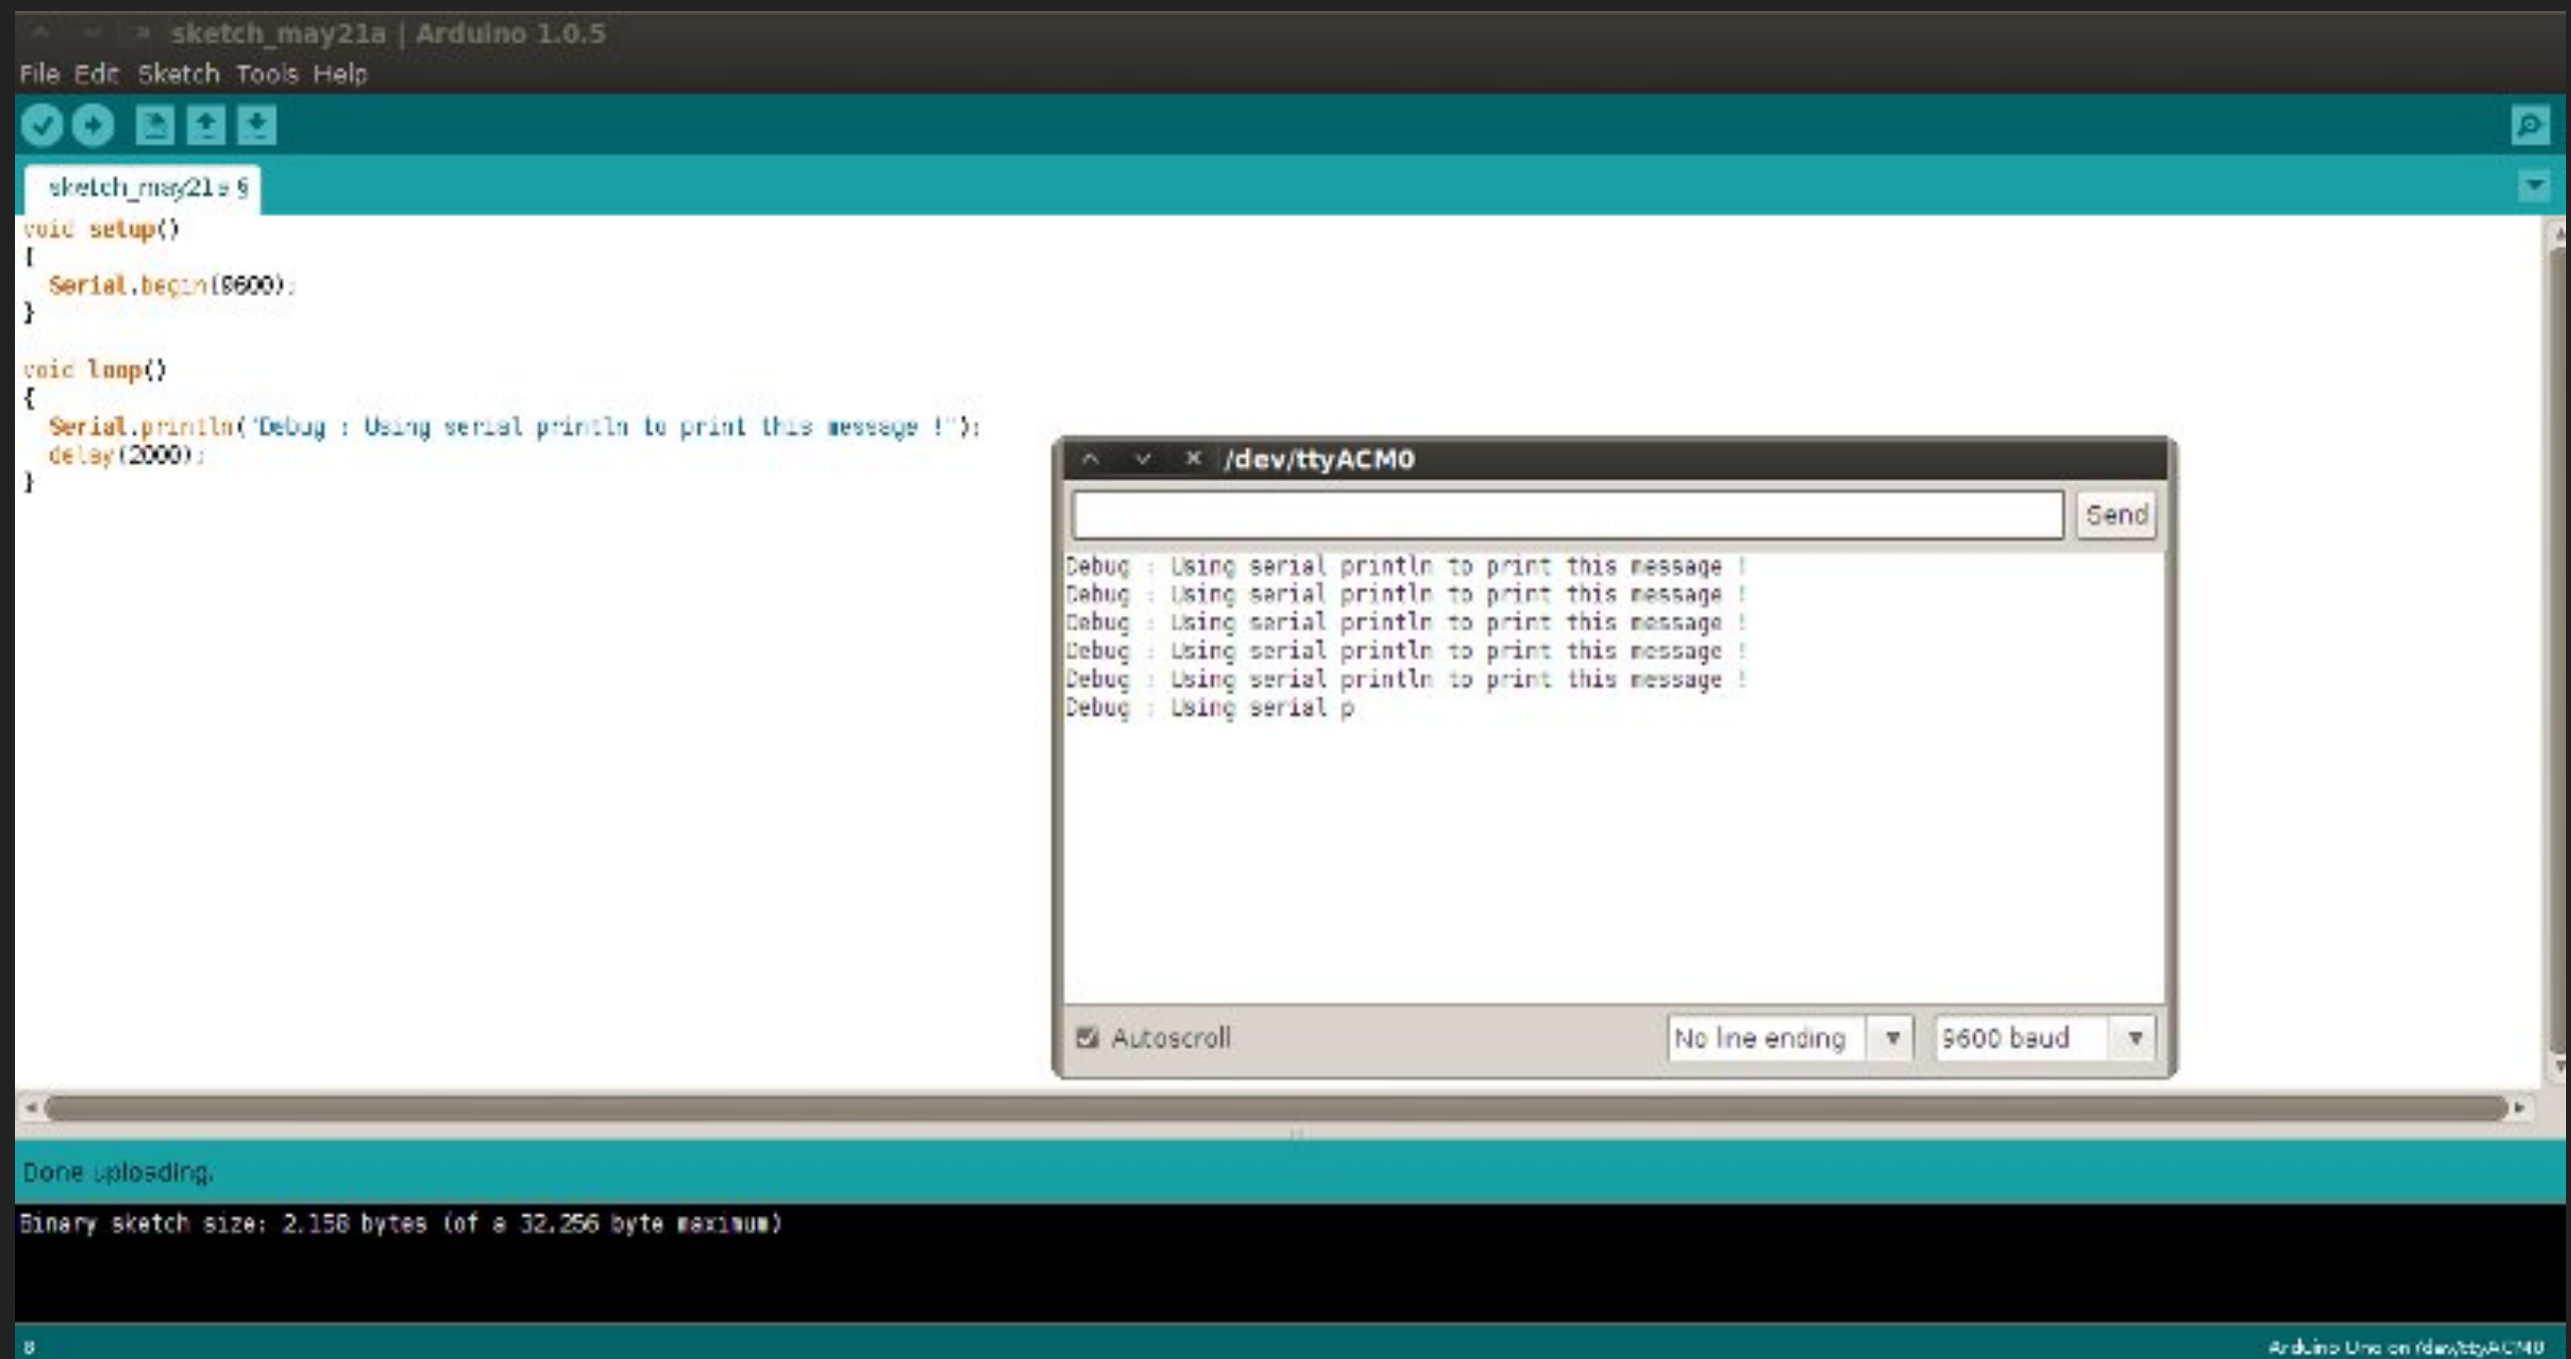 sketch_may21a | Arduino 1.0.5
File Edit Sketch Tools Help
sketch_may21a §
void setup()
{
Serial.begin(9600);
}
void loop()
{
Serial.println("Debug : Using serial println to print this message !");
delay(2000);
}
/dev/ttyACM0
Send
Debug : Using serial println to print this message !
Debug : Using serial println to print this message !
Debug : Using serial println to print this message !
Debug : Using serial println to print this message !
Debug : Using serial println to print this message !
Debug : Using serial p
Autoscroll
No line ending
9600 baud
Done uploading.
Binary sketch size: 2.158 bytes (of a 32.256 byte maximum)
8
Arduino Uno on /dev/ttyACM0